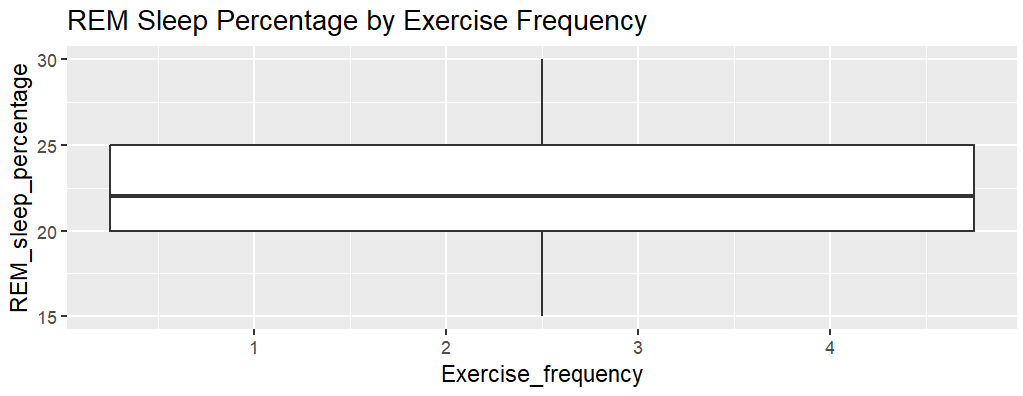 REM Sleep Percentage by Exercise Frequency
REM_sleep_percentage
30
25
20
15
1 2 3 4
Exercise_frequency